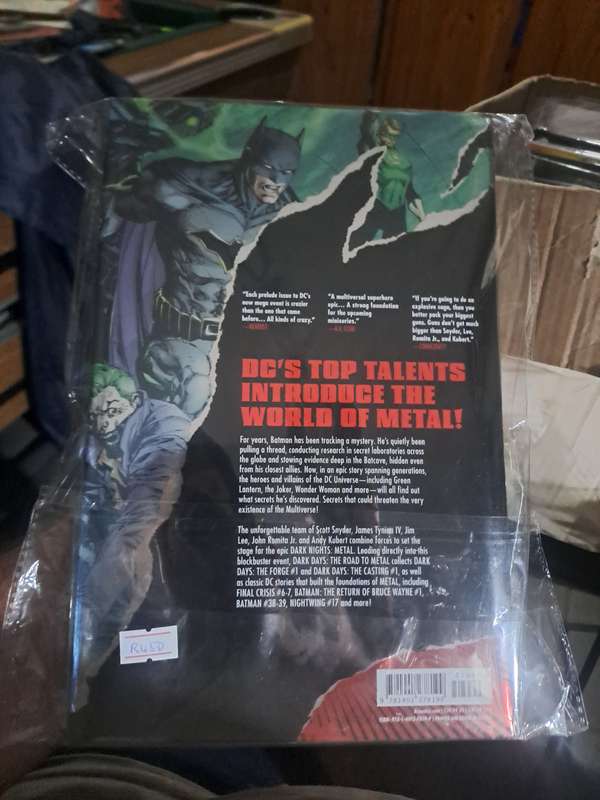 "Each prelude issue to DC's
new mega event is crazier
than the one that came
before... All kinds of crazy."
—NERDIST
"A multiversal superhero
epic... A strong foundation
for the upcoming
miniseries."
—A.V. CLUB
"If you're going to do an
explosive saga, then you
better pack your biggest
guns. Guns don't get much
bigger than Snyder, Lee,
Romita Jr., and Kubert."
DC'S TOP TALENTS
INTRODUCE THE
WORLD OF METAL!
For years, Batman has been tracking a mystery. He's quietly been
pulling a thread, conducting research in secret laboratories across
the globe and stowing evidence deep in the Batcave, hidden even
from his closest allies. Now, in an epic story spanning generations,
the heroes and villains of the DC Universe—including Green
Lantern, the Joker, Wonder Woman and more—will all find out
what secrets he's discovered. Secrets that could threaten the very
existence of the Multiverse!
The unforgettable team of Scott Snyder, James Tynion IV, Jim
Lee, John Romita Jr. and Andy Kubert combine forces to set the
stage for the epic DARK NIGHTS: METAL. Leading directly into this
blockbuster event, DARK DAYS: THE ROAD TO METAL collects DARK
DAYS: THE FORGE #1 and DARK DAYS: THE CASTING #1, as well
as classic DC stories that built the foundations of METAL, including
FINAL CRISIS #6-7, BATMAN: THE RETURN OF BRUCE WAYNE #1,
BATMAN #38-39, NIGHTWING #17 and more!
R450